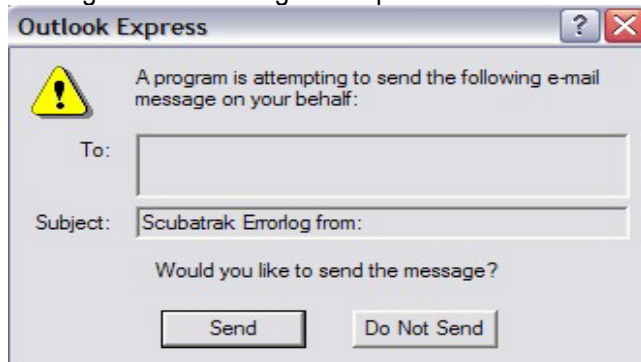 Outlook Express
?
A program is attempting to send the following e-mail
message on your behalf:
To:
Subject: Scubatrak Errorlog from:
Would you like to send the message?
Send Do Not Send